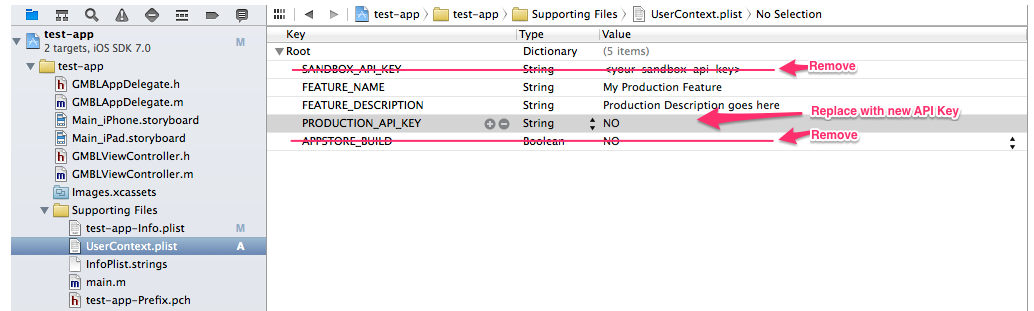 test-app
2 targets, iOS SDK 7.0
M
test-app
GMBLAppDelegate.h
GMBLAppDelegate.m
Main_iPhone.storyboard
Main_iPad.storyboard
GMBLViewController.h
GMBLViewController.m
Images.xcassets
Supporting Files
test-app-Info.plist M
UserContext.plist A
InfoPlist.strings
main.m
test-app-Prefix.pch
test-app test-app Supporting Files UserContext.plist No Selection
Key Type Value
Root Dictionary (5 items)
SANDBOX_API_KEY String <your-sandbox-api-key> Remove
FEATURE_NAME String My Production Feature
FEATURE_DESCRIPTION String Production Description goes here
PRODUCTION_API_KEY String NO Replace with new API Key
APPSTORE_BUILD Boolean NO Remove